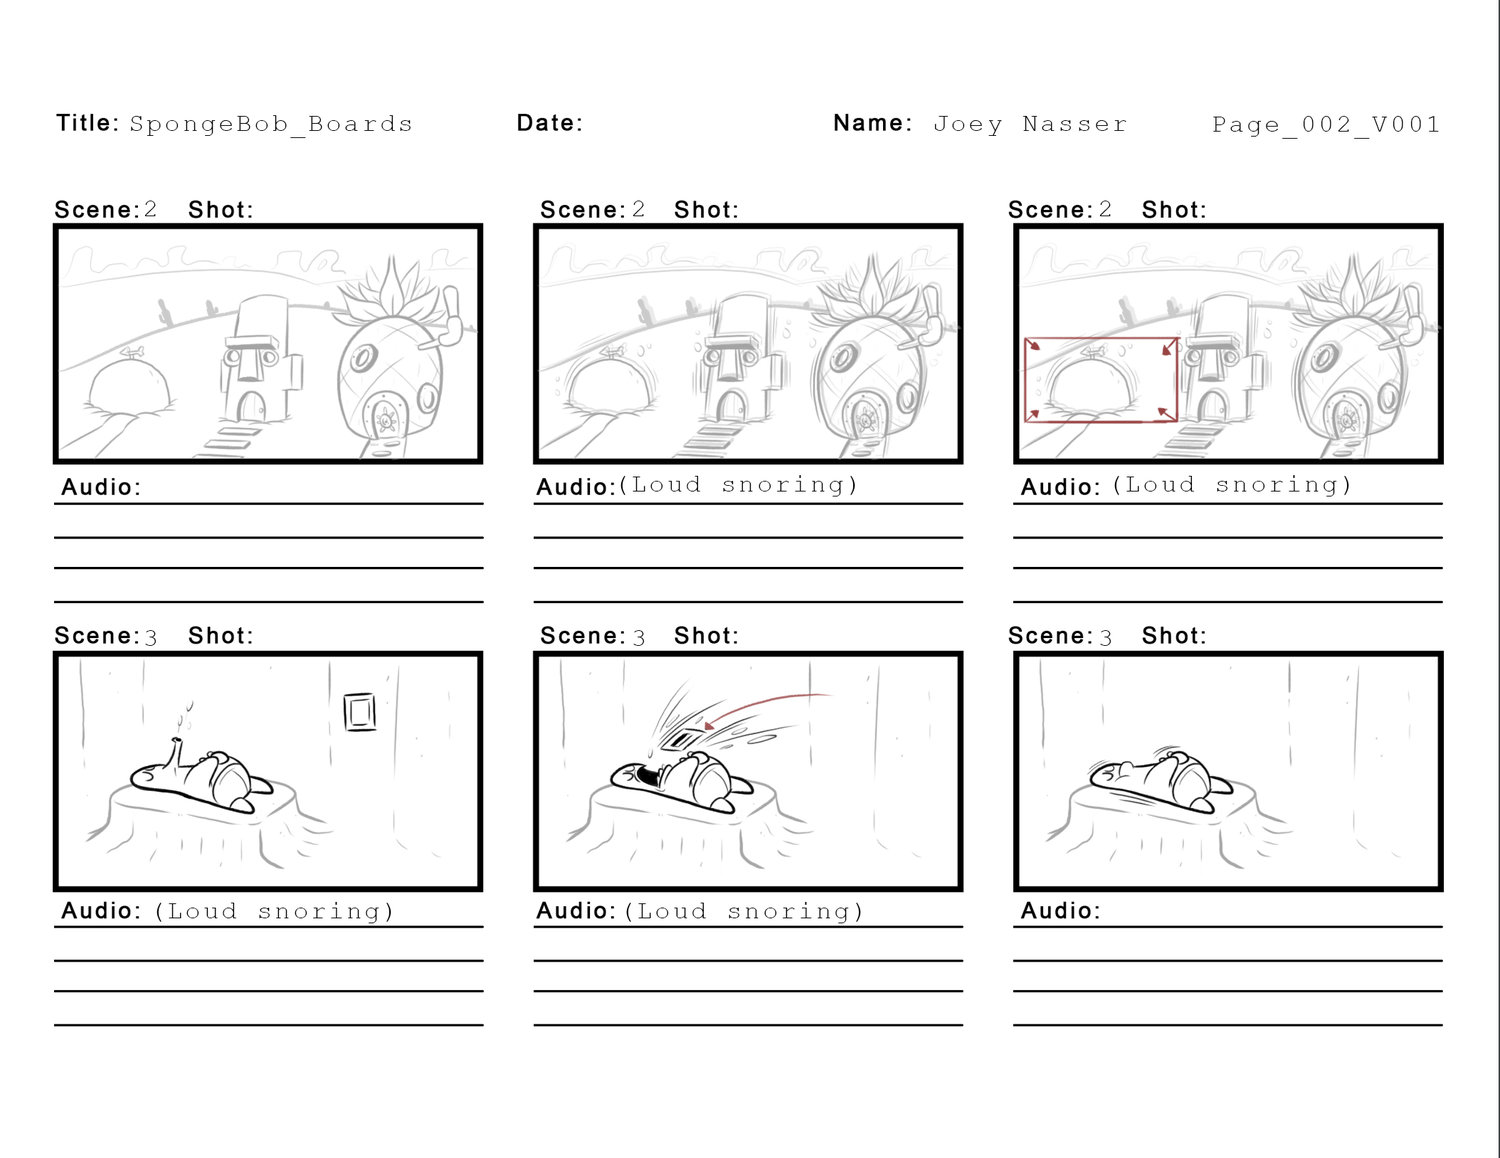 Title: SpongeBob_Boards Date: Name: Joey Nasser Page_002_V001
Scene: 2 Shot: Scene: 2 Shot: Scene: 2 Shot:
Audio: Audio: (Loud snoring) Audio: (Loud snoring)
Scene: 3 Shot: Scene: 3 Shot: Scene: 3 Shot:
Audio: (Loud snoring) Audio: (Loud snoring) Audio: